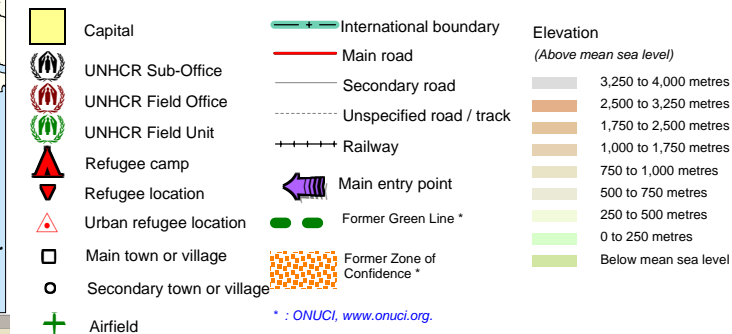 Capital
UNHCR Sub-Office
UNHCR Field Office
UNHCR Field Unit
Refugee camp
Refugee location
Urban refugee location
Main town or village
Secondary town or village
Airfield
International boundary
Main road
Secondary road
Unspecified road / track
Railway
Main entry point
Former Green Line *
Former Zone of
Confidence *
* : ONUCI, www.onuci.org.
Elevation
(Above mean sea level)
3,250 to 4,000 metres
2,500 to 3,250 metres
1,750 to 2,500 metres
1,000 to 1,750 metres
750 to 1,000 metres
500 to 750 metres
250 to 500 metres
0 to 250 metres
Below mean sea level